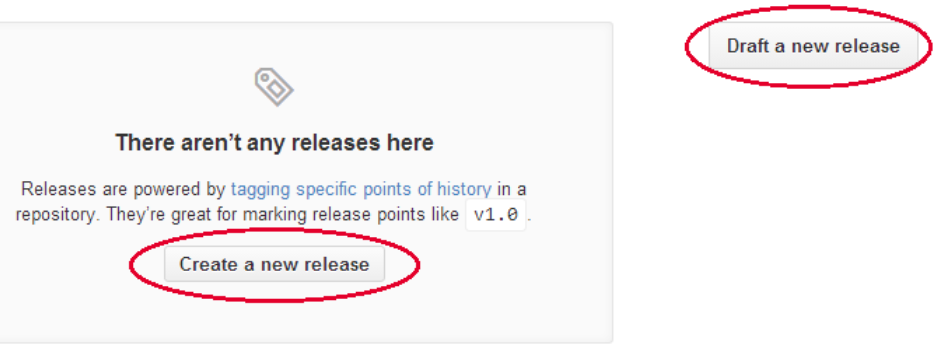 Draft a new release
There aren’t any releases here
Releases are powered by tagging specific points of history in a
repository. They’re great for marking release points like v1.0 .
Create a new release